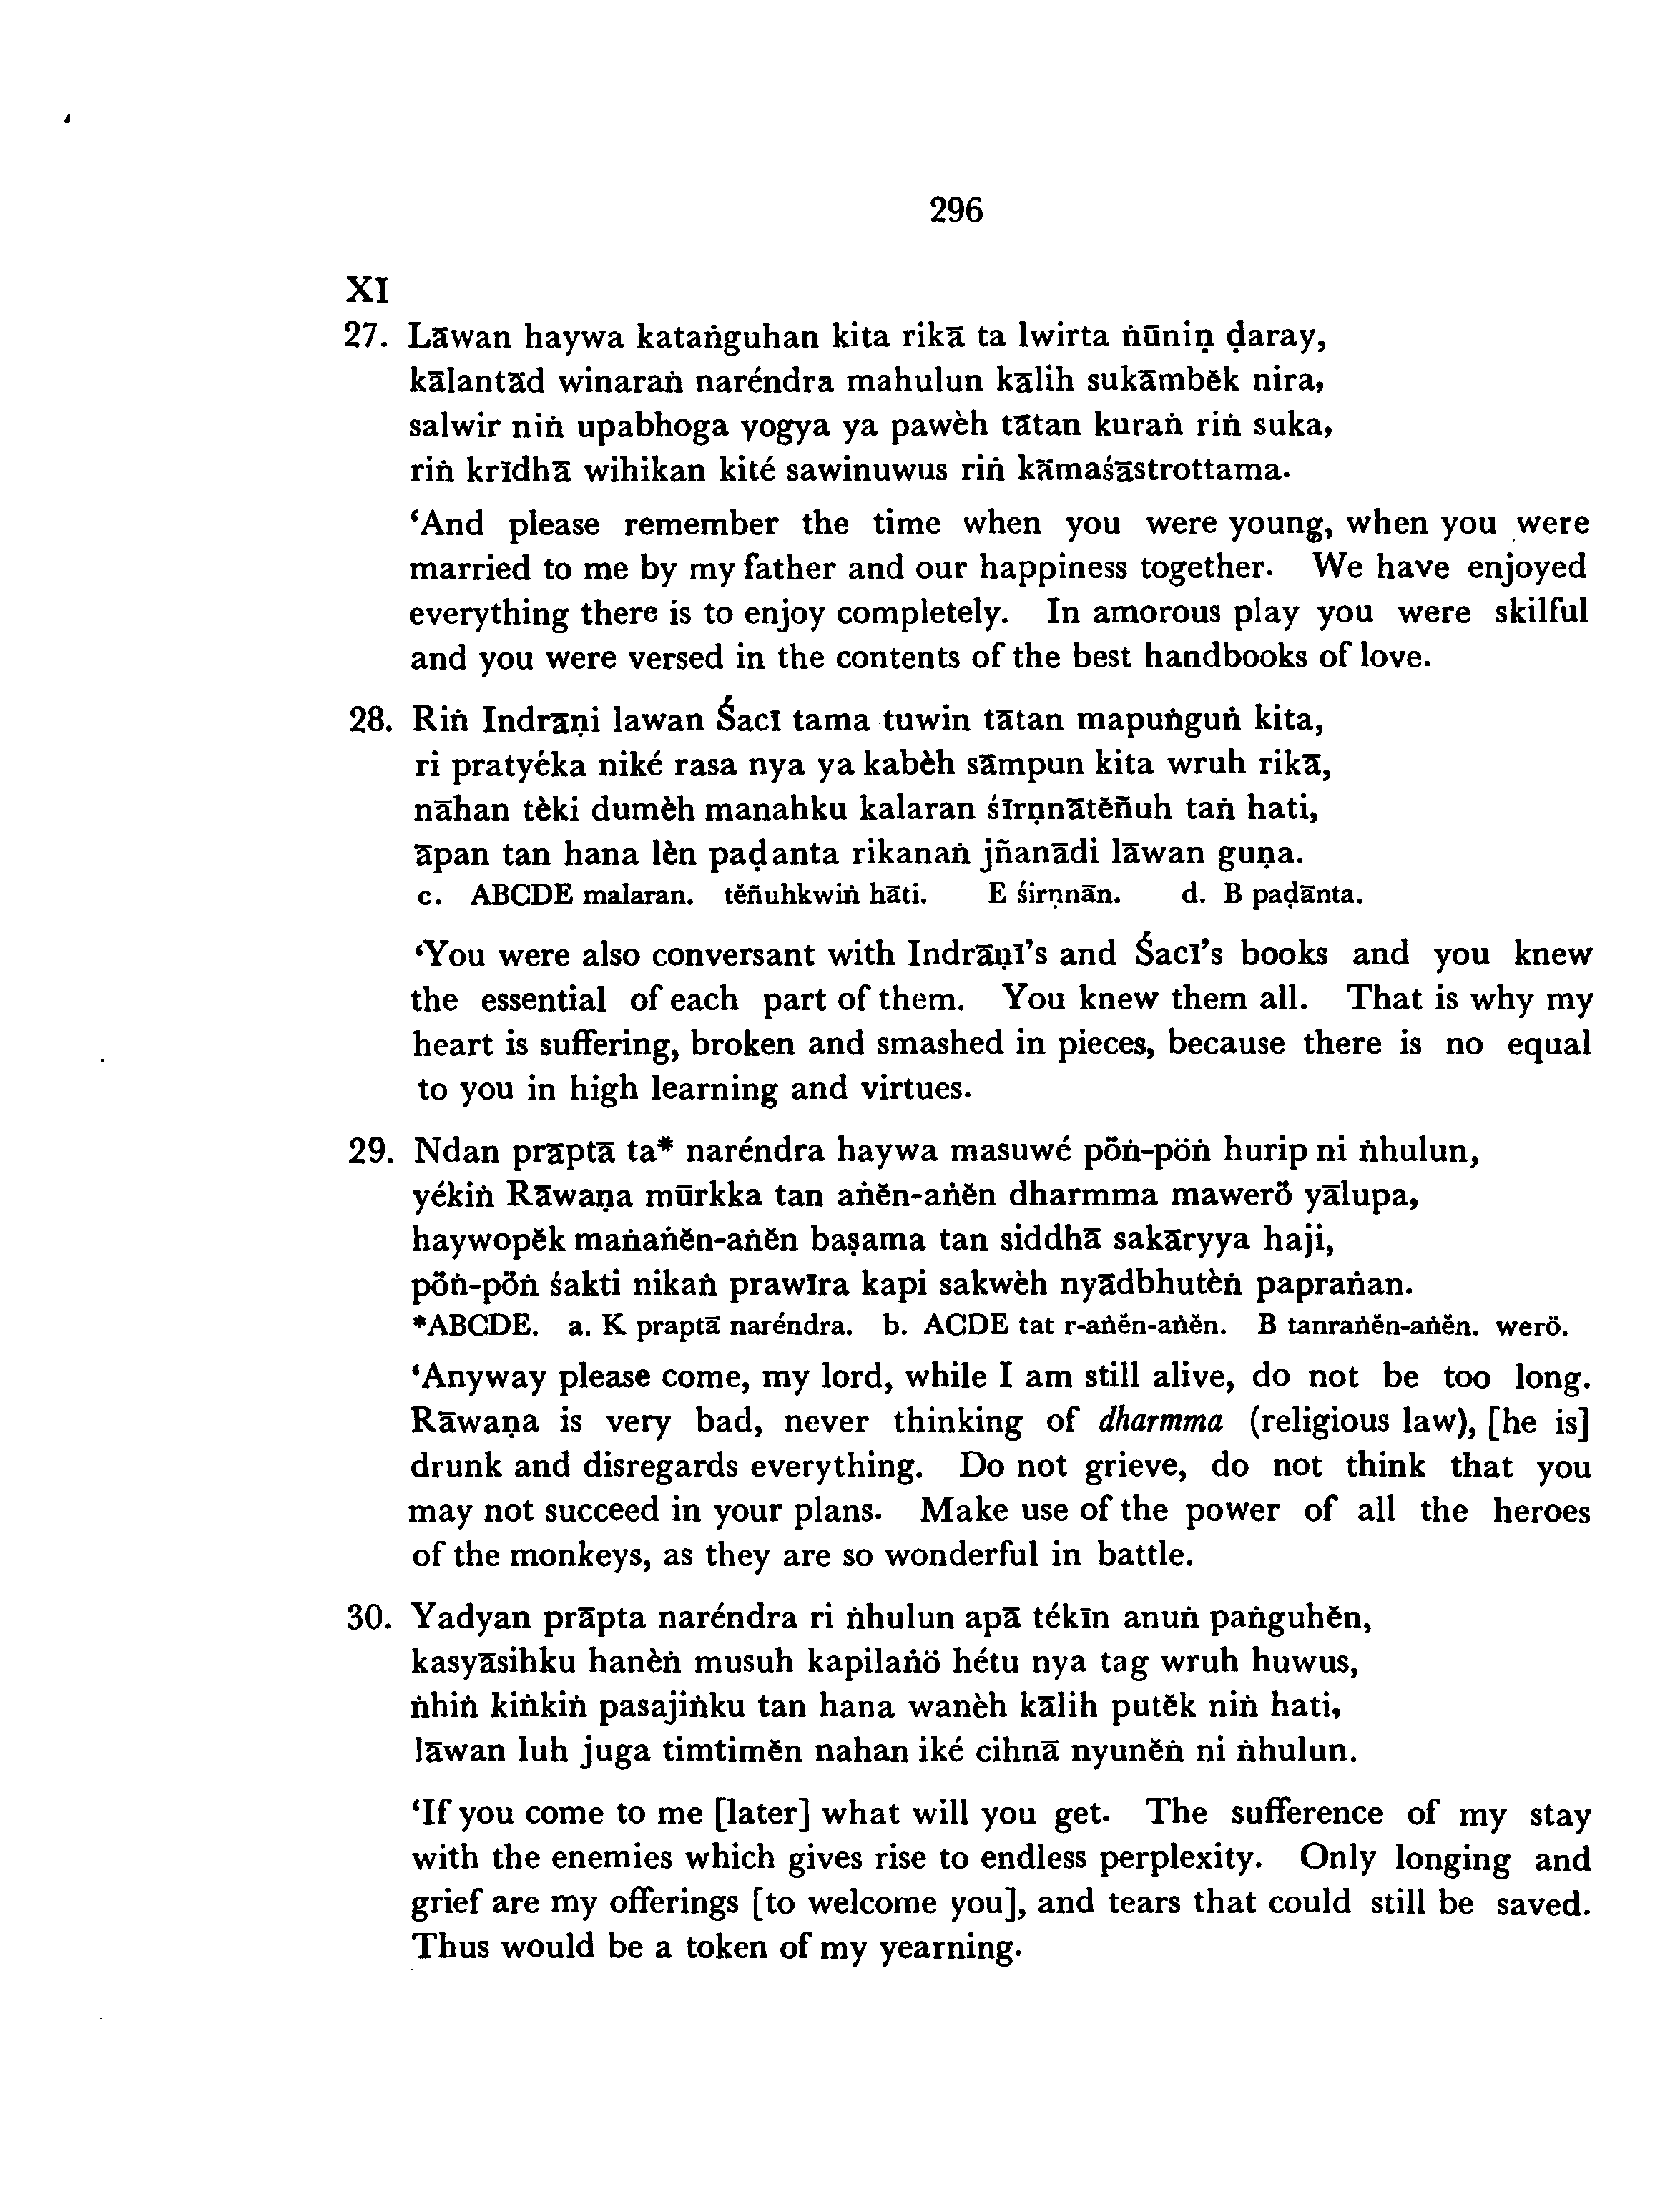 296
XI
27. Lāwan haywa kataṅguhan kita rikā ta lwirta ṅūniṇ ḍaray,
kālantād winaraṅ naréndra mahulun kālih sukāmbĕk nira,
salwir niṅ upabhoga yogya ya pawèh tātan kuraṅ riṅ suka,
riṅ krīdhā wihikan kité sawinuwus riṅ kāmaśāstrottama.
‘And please remember the time when you were young, when you were
married to me by my father and our happiness together. We have enjoyed
everything there is to enjoy completely. In amorous play you were skilful
and you were versed in the contents of the best handbooks of love.
28. Riṅ Indrāṇi lawan Śacī tama tuwin tātan mapuṅguṅ kita,
ri pratyéka niké rasa nya ya kabèh sāmpun kita wruh rikā,
nāhan tèki dumèh manahku kalaran śīrṇnātĕñuh taṅ hati,
āpan tan hana lèn paḍanta rikanaṅ jñanādi lāwan guṇa.
c. ABCDE malaran. tĕñuhkwiṅ hāti. E śirṇnān. d. B paḍānta.
‘You were also conversant with Indrāṇī’s and Śacī’s books and you knew
the essential of each part of them. You knew them all. That is why my
heart is suffering, broken and smashed in pieces, because there is no equal
to you in high learning and virtues.
29. Ndan prāptā ta* naréndra haywa masuwé pöṅ-pöṅ hurip ni ṅhulun,
yékiṅ Rāwaṇa mūrkka tan aṅĕn-aṅĕn dharmma mawerö yālupa,
haywopĕk maṅaṅĕn-aṅĕn baṣama tan siddhā sakāryya haji,
pöṅ-pöṅ śakti nikaṅ prawīra kapi sakwèh nyādbhutèṅ papraṅan.
*ABCDE. a. K praptā naréndra. b. ACDE tat r-aṅĕn-aṅĕn. B tanraṅĕn-aṅĕn. werö.
‘Anyway please come, my lord, while I am still alive, do not be too long.
Rāwaṇa is very bad, never thinking of dharmma (religious law), [he is]
drunk and disregards everything. Do not grieve, do not think that you
may not succeed in your plans. Make use of the power of all the heroes
of the monkeys, as they are so wonderful in battle.
30. Yadyan prāpta naréndra ri ṅhulun apā tékīn anuṅ paṅguhĕn,
kasyāsihku hanèṅ musuh kapilaṅö hétu nya tag wruh huwus,
ṅhiṅ kiṅkiṅ pasajiṅku tan hana wanèh kālih putĕk niṅ hati,
lāwan luh juga timtimĕn nahan iké cihnā nyunĕṅ ni ṅhulun.
‘If you come to me [later] what will you get. The sufference of my stay
with the enemies which gives rise to endless perplexity. Only longing and
grief are my offerings [to welcome you], and tears that could still be saved.
Thus would be a token of my yearning.